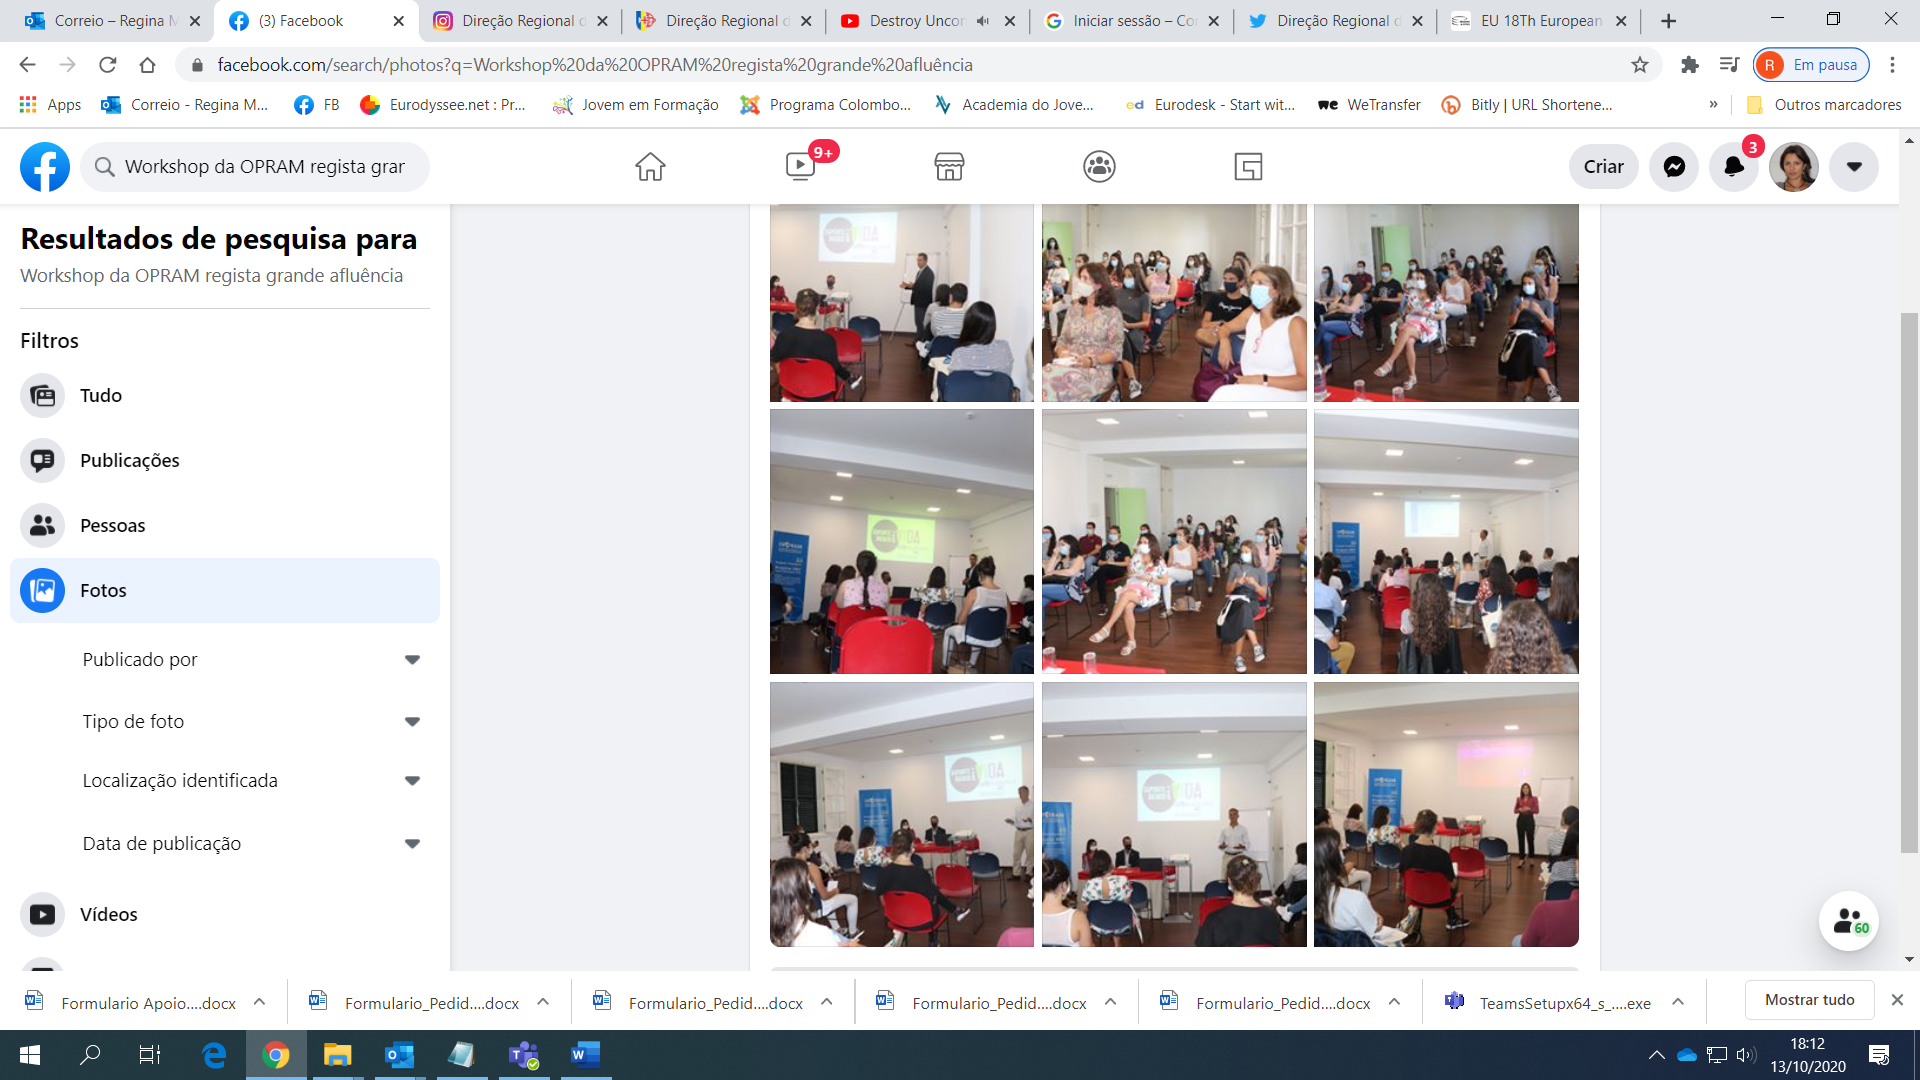 Correio – Regina M
(3) Facebook
Direção Regional d
Direção Regional d
Destroy Uncon
Iniciar sessão – Co
Direção Regional d
EU 18Th European
facebook.com/search/photos?q=Workshop%20da%20OPRAM%20regista%20grande%20afluência
R Em pausa
Apps
Correio - Regina M...
FB
Eurodyssee.net : Pr...
Jovem em Formação
Programa Colombo...
Academia do Jove...
ed Eurodesk - Start wit...
we WeTransfer
Bitly | URL Shortene...
»
Outros marcadores
Workshop da OPRAM regista grar
9+
Criar
3
Resultados de pesquisa para
Workshop da OPRAM regista grande afluência
Filtros
Tudo
Publicações
Pessoas
Fotos
Publicado por
Tipo de foto
Localização identificada
Data de publicação
Vídeos
VIDA
60
Formulario Apoio....docx
Formulario_Pedid....docx
Formulario_Pedid....docx
Formulario_Pedid....docx
Formulario_Pedid....docx
TeamsSetupx64_s_....exe
Mostrar tudo
18:12
13/10/2020